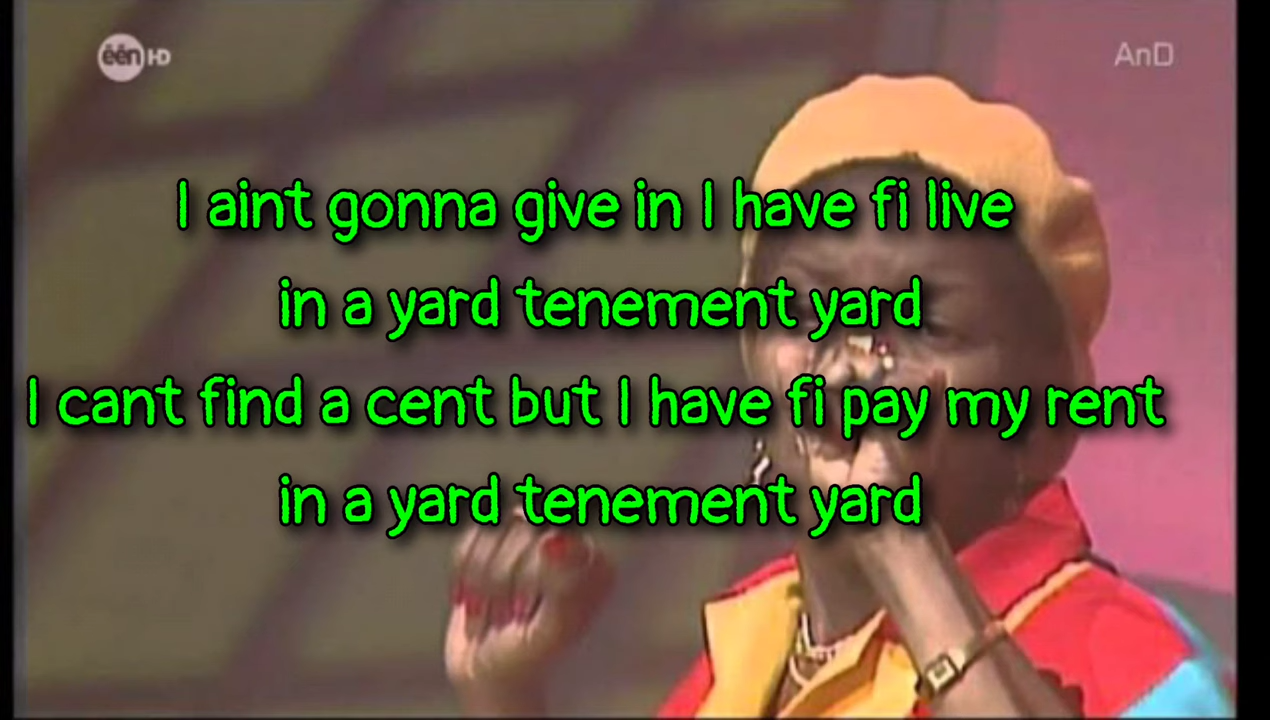 één HD
AnD
I aint gonna give in I have fi live
in a yard tenement yard
I cant find a cent but I have fi pay my rent
in a yard tenement yard